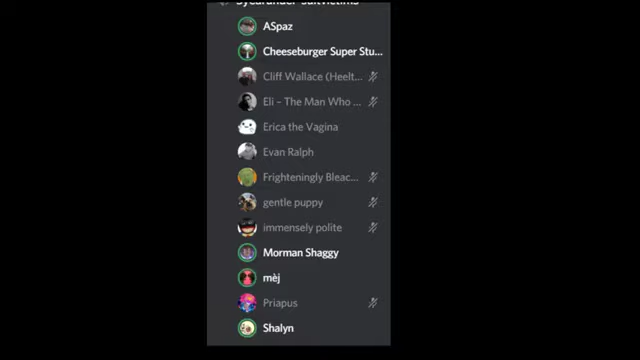 ASpaz
Cheeseburger Super Stu...
Cliff Wallace (Heelt...
Eli – The Man Who ...
Erica the Vagina
Evan Ralph
Frighteningly Bleac...
gentle puppy
immensely polite
Morman Shaggy
mèj
Priapus
Shalyn